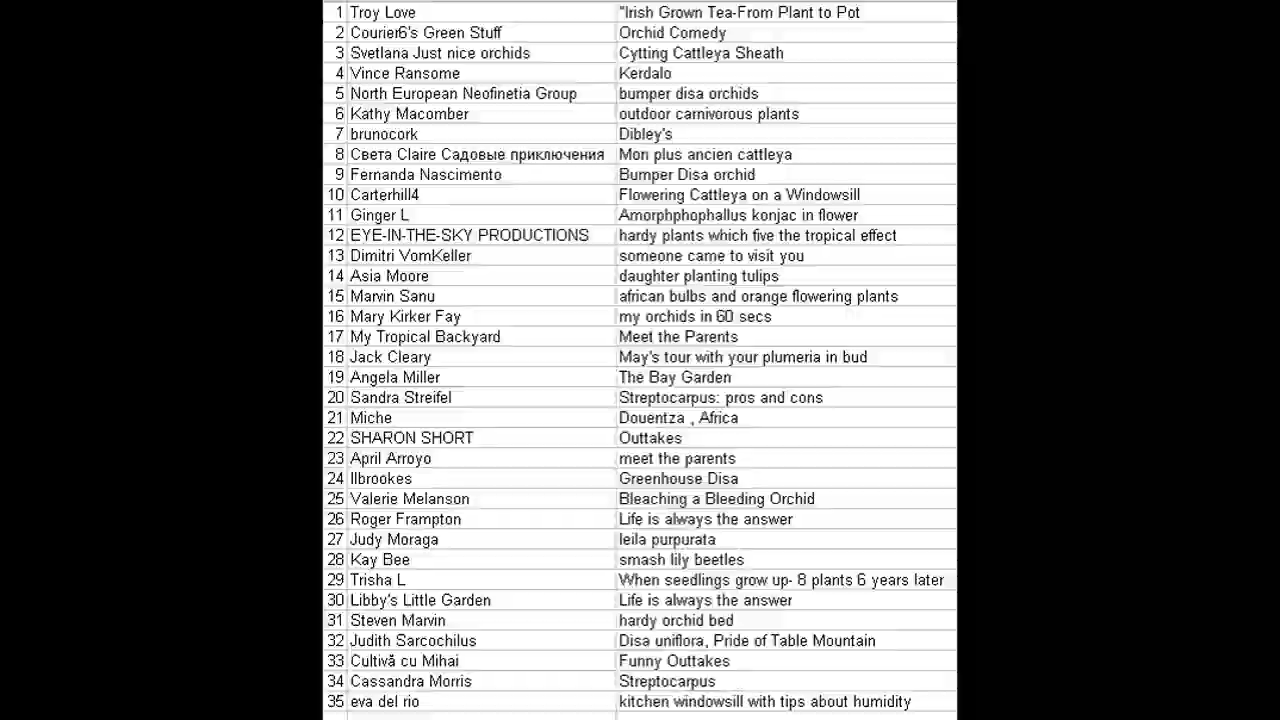 1 Troy Love "Irish Grown Tea-From Plant to Pot
2 Courier6's Green Stuff Orchid Comedy
3 Svetlana Just nice orchids Cytting Cattleya Sheath
4 Vince Ransome Kerdalo
5 North European Neofinetia Group bumper disa orchids
6 Kathy Macomber outdoor carnivorous plants
7 brunocork Dibley's
8 Света Claire Садовые приключения Mon plus ancien cattleya
9 Fernanda Nascimento Bumper Disa orchid
10 Carterhill4 Flowering Cattleya on a Windowsill
11 Ginger L Amorphphophallus konjac in flower
12 EYE-IN-THE-SKY PRODUCTIONS hardy plants which five the tropical effect
13 Dimitri VomKeller someone came to visit you
14 Asia Moore daughter planting tulips
15 Marvin Sanu african bulbs and orange flowering plants
16 Mary Kirker Fay my orchids in 60 secs
17 My Tropical Backyard Meet the Parents
18 Jack Cleary May's tour with your plumeria in bud
19 Angela Miller The Bay Garden
20 Sandra Streifel Streptocarpus: pros and cons
21 Miche Douentza , Africa
22 SHARON SHORT Outtakes
23 April Arroyo meet the parents
24 llbrookes Greenhouse Disa
25 Valerie Melanson Bleaching a Bleeding Orchid
26 Roger Frampton Life is always the answer
27 Judy Moraga leila purpurata
28 Kay Bee smash lily beetles
29 Trisha L When seedlings grow up- 8 plants 6 years later
30 Libby's Little Garden Life is always the answer
31 Steven Marvin hardy orchid bed
32 Judith Sarcochilus Disa uniflora, Pride of Table Mountain
33 Cultivă cu Mihai Funny Outtakes
34 Cassandra Morris Streptocarpus
35 eva del rio kitchen windowsill with tips about humidity